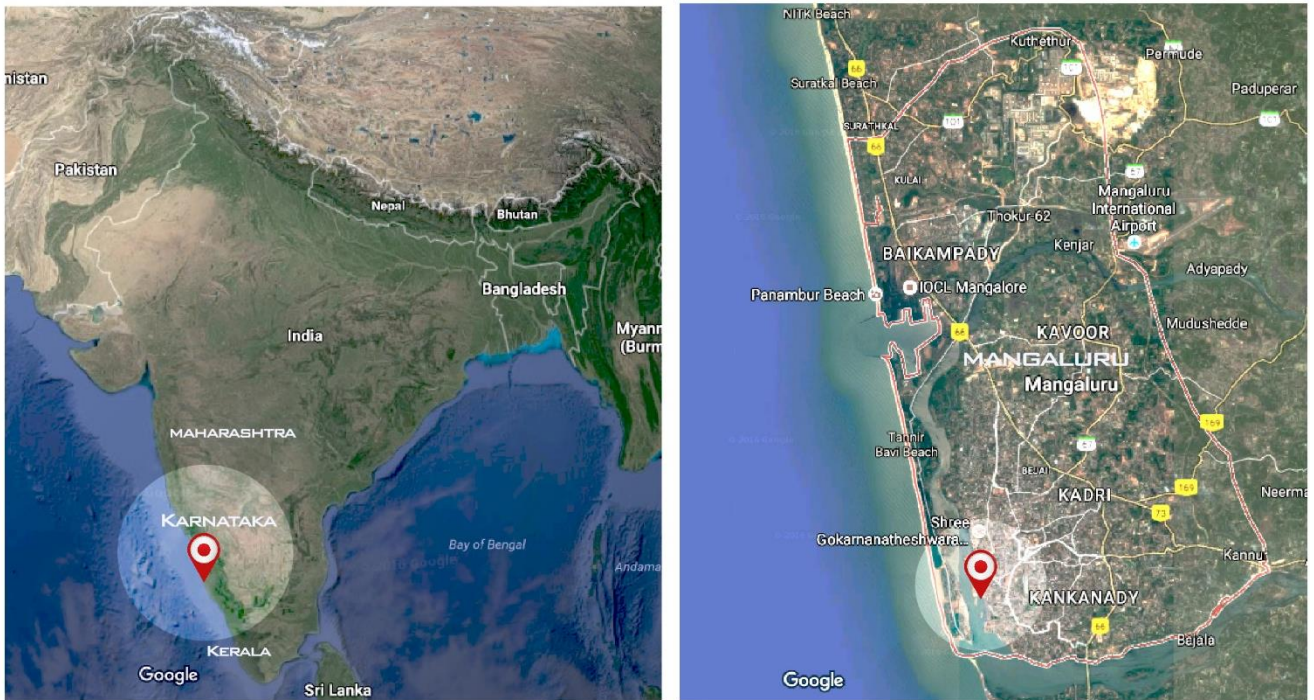 nistan
Pakistan
Nepal
Bhutan
Bangladesh
India
Myanm
(Burm
MAHARASHTRA
KARNATAKA
Bay of Bengal
Andama
KERALA
Google
Sri Lanka
NITK Beach
Kuthethur
Permude
66
101
Suratkal Beach
Paduperar
SURATHKAL
101
101
66
67
KULAI
Mangaluru
International
Airport
Thokur-62
Kenjar
BAIKAMPADY
Adyapady
Panambur Beach
IOCL Mangalore
Mudushedde
66
KAVOOR
MANGALURU
Mangaluru
169
Tannir
Bavi Beach
67
BEJAI
KADRI
169
Neerma
73
Shree
Gokarnanatheshwara...
Kannur
KANKANADY
66
Bajala
Google